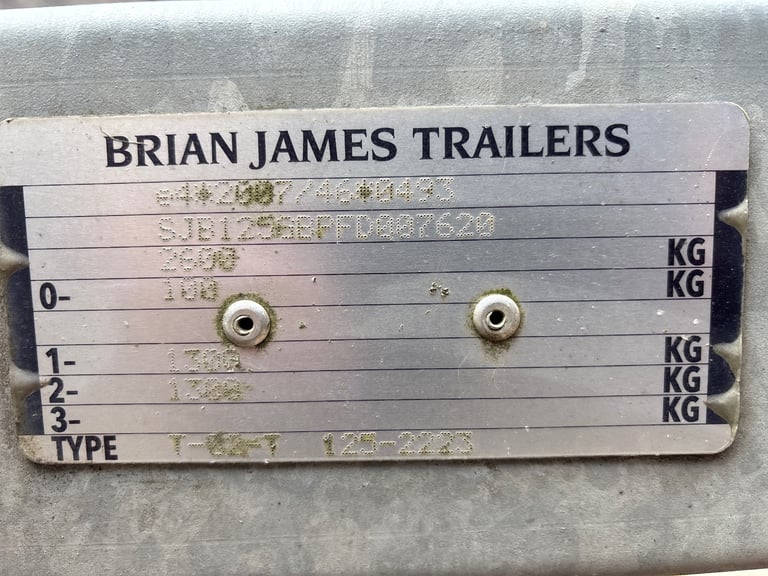 BRIAN JAMES TRAILERS
e4*2007/46*0493
SJB1256BPFD007620
2600 KG
0- 100 KG
1- 1300 KG
2- 1300 KG
3- KG
TYPE 125-2223